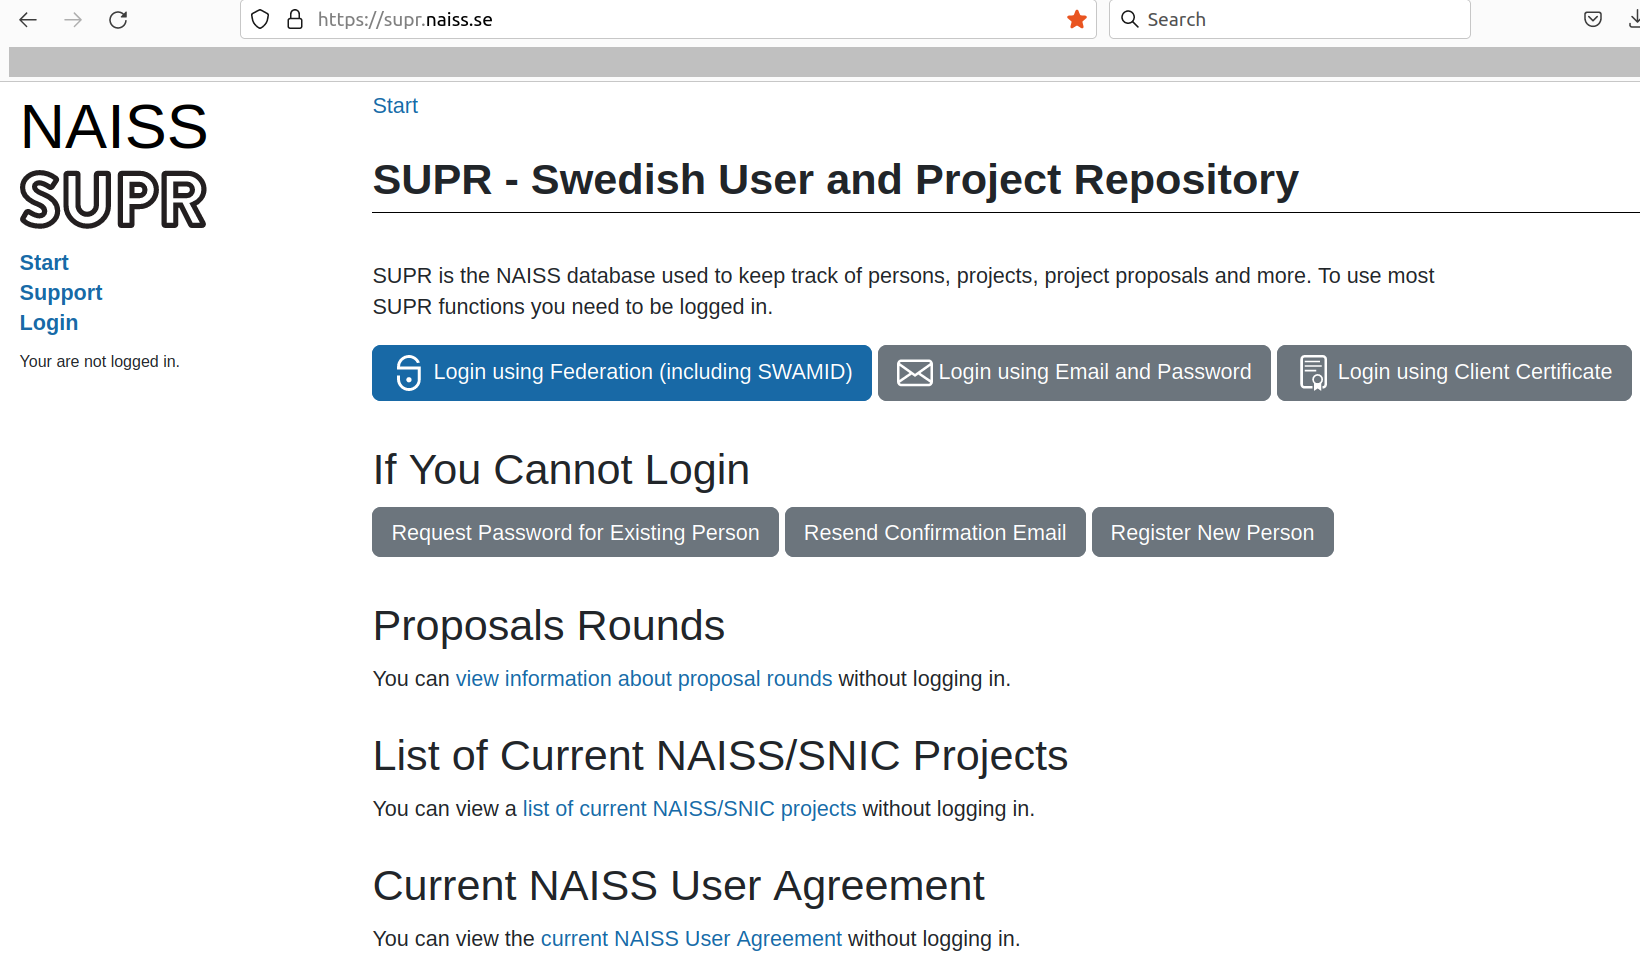 https://supr.naiss.se
Search
NAISS
SUPR
Start
Support
Login
Your are not logged in.
Start
SUPR - Swedish User and Project Repository
SUPR is the NAISS database used to keep track of persons, projects, project proposals and more. To use most
SUPR functions you need to be logged in.
Login using Federation (including SWAMID)
Login using Email and Password
Login using Client Certificate
If You Cannot Login
Request Password for Existing Person
Resend Confirmation Email
Register New Person
Proposals Rounds
You can view information about proposal rounds without logging in.
List of Current NAISS/SNIC Projects
You can view a list of current NAISS/SNIC projects without logging in.
Current NAISS User Agreement
You can view the current NAISS User Agreement without logging in.